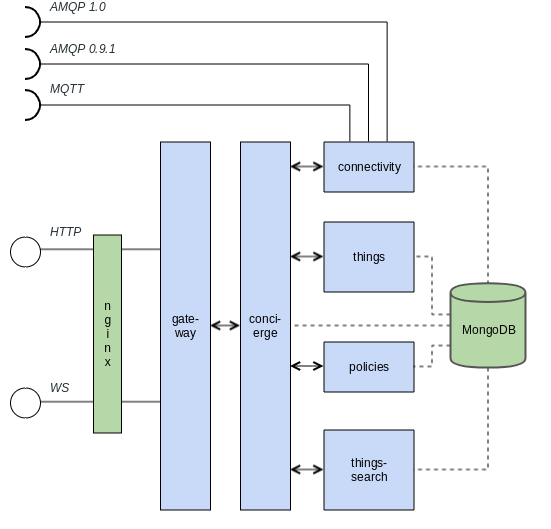 AMQP 1.0
AMQP 0.9.1
MQTT
connectivity
HTTP
things
nginx
gate-
way
conci-
erge
MongoDB
policies
WS
things-
search